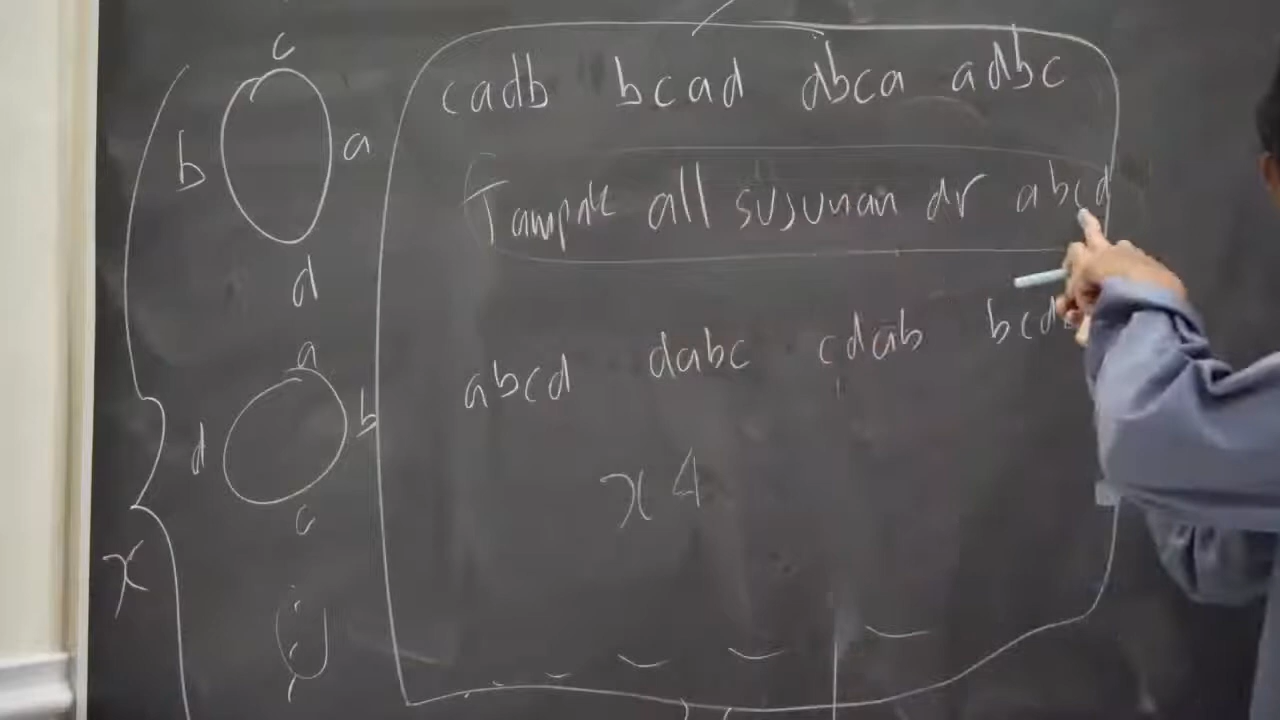 c
b
a
d
a
d
b
c
x
cadb bcad dbca adbc
Tampak all susunan dr abcd
abcd dabc cdab bcd
x 4